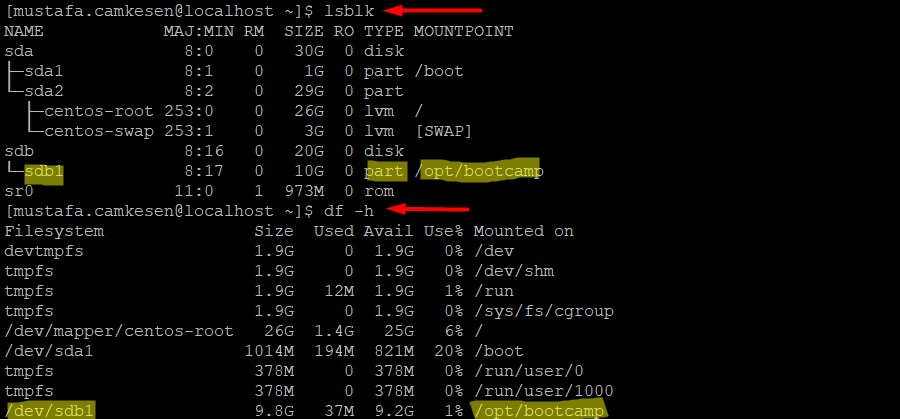 [mustafa.camkesen@localhost ~]$ lsblk
NAME            MAJ:MIN RM  SIZE RO TYPE MOUNTPOINT
sda               8:0    0   30G  0 disk
├─sda1            8:1    0    1G  0 part /boot
└─sda2            8:2    0   29G  0 part
  ├─centos-root 253:0    0   26G  0 lvm  /
  └─centos-swap 253:1    0    3G  0 lvm  [SWAP]
sdb               8:16   0   20G  0 disk
└─sdb1            8:17   0   10G  0 part /opt/bootcamp
sr0              11:0    1  973M  0 rom
[mustafa.camkesen@localhost ~]$ df -h
Filesystem               Size  Used Avail Use% Mounted on
devtmpfs                 1.9G     0  1.9G   0% /dev
tmpfs                    1.9G     0  1.9G   0% /dev/shm
tmpfs                    1.9G   12M  1.9G   1% /run
tmpfs                    1.9G     0  1.9G   0% /sys/fs/cgroup
/dev/mapper/centos-root   26G  1.4G   25G   6% /
/dev/sda1               1014M  194M  821M  20% /boot
tmpfs                    378M     0  378M   0% /run/user/0
tmpfs                    378M     0  378M   0% /run/user/1000
/dev/sdb1                9.8G   37M  9.2G   1% /opt/bootcamp